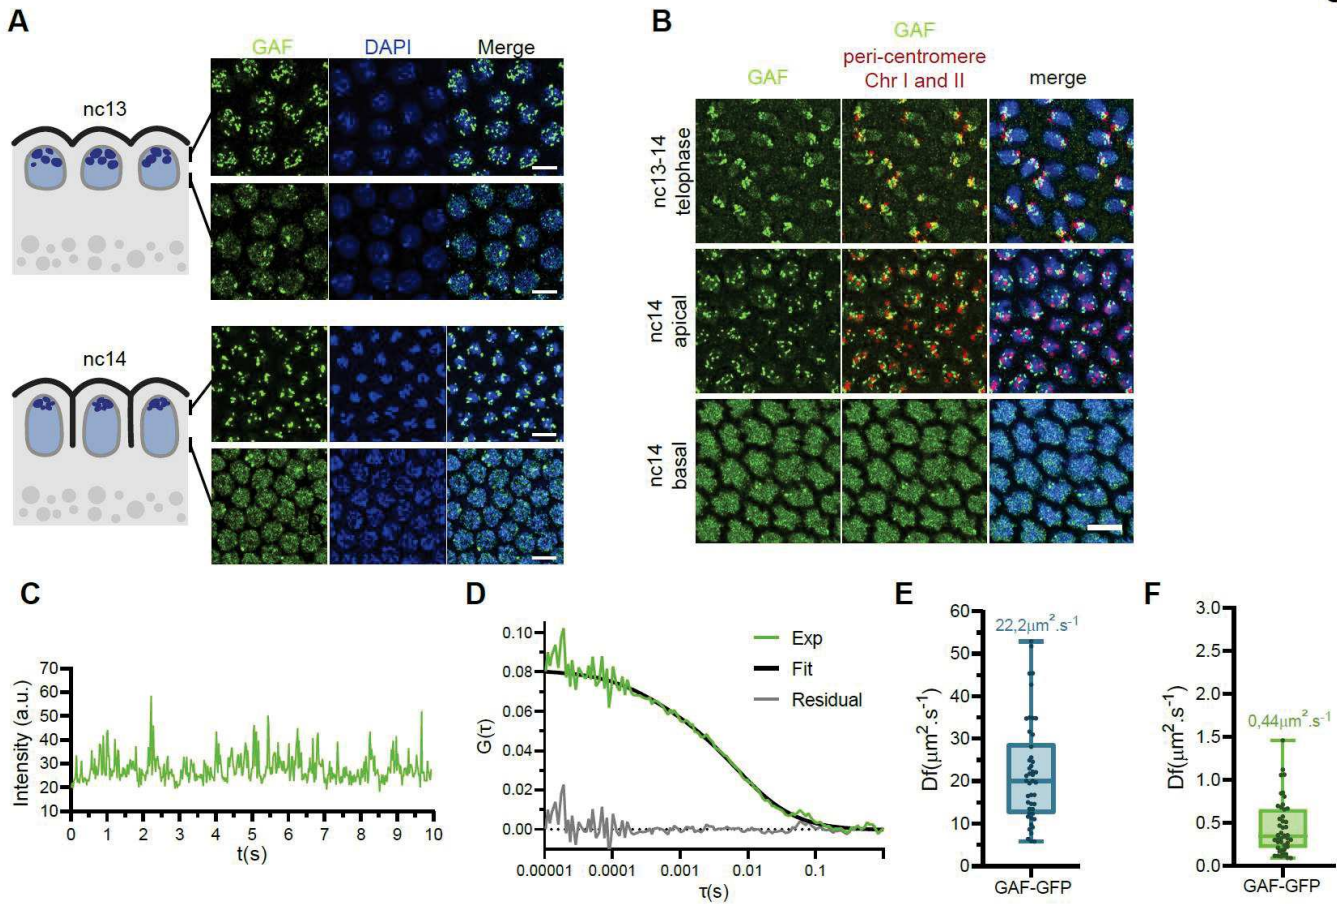 A
GAF DAPI Merge
nc13
nc14
B
GAF
GAF peri-centromere merge
Chr I and II
nc13-14
telophase
nc14
apical
nc14
basal
C
Intensity (a.u.)
70
60
50
40
30
20
10
0 1 2 3 4 5 6 7 8 9 10
t(s)
D
G(τ)
0.10
0.08
0.06
0.04
0.02
0.00
0.00001 0.0001 0.001 0.01 0.1
τ(s)
Exp
Fit
Residual
E
Df(μm².s⁻¹)
60
50
40
30
20
10
0
22,2μm².s⁻¹
GAF-GFP
F
Df(μm².s⁻¹)
3.0
2.5
2.0
1.5
1.0
0.5
0.0
0,44μm².s⁻¹
GAF-GFP